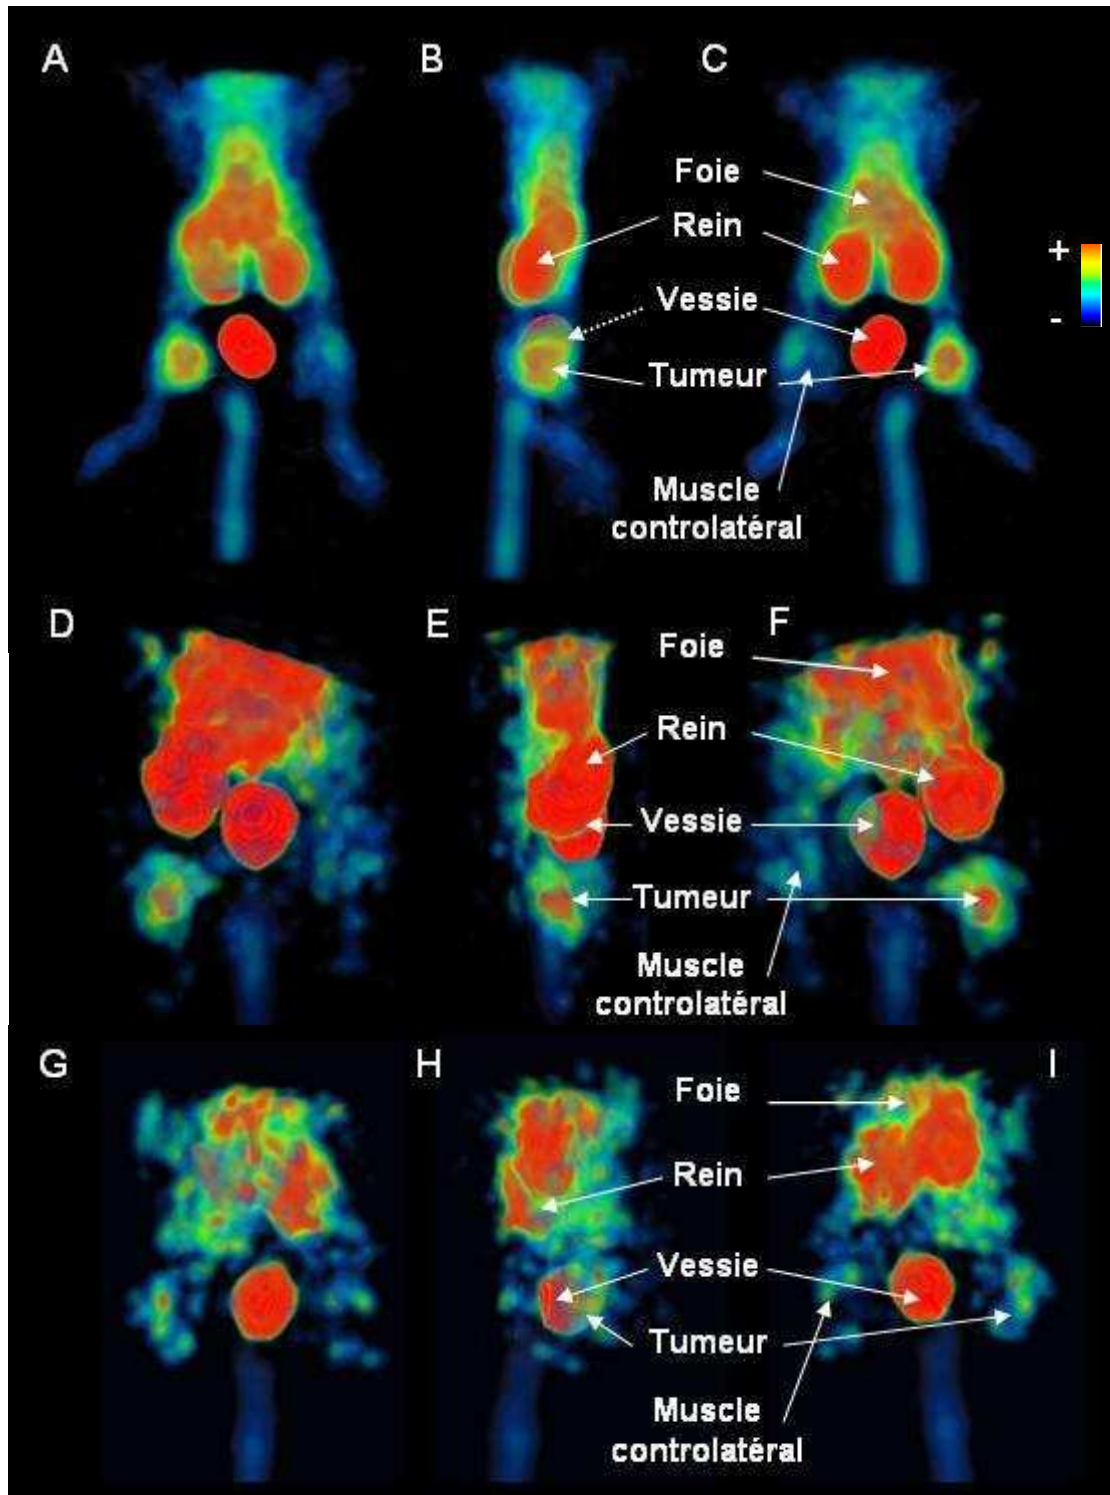 A
B
C
Foie
Rein
+
Vessie
-
Tumeur
Muscle
controlatéral
D
E
F
Foie
Rein
Vessie
Tumeur
Muscle
controlatéral
G
H
I
Foie
Rein
Vessie
Tumeur
Muscle
controlatéral